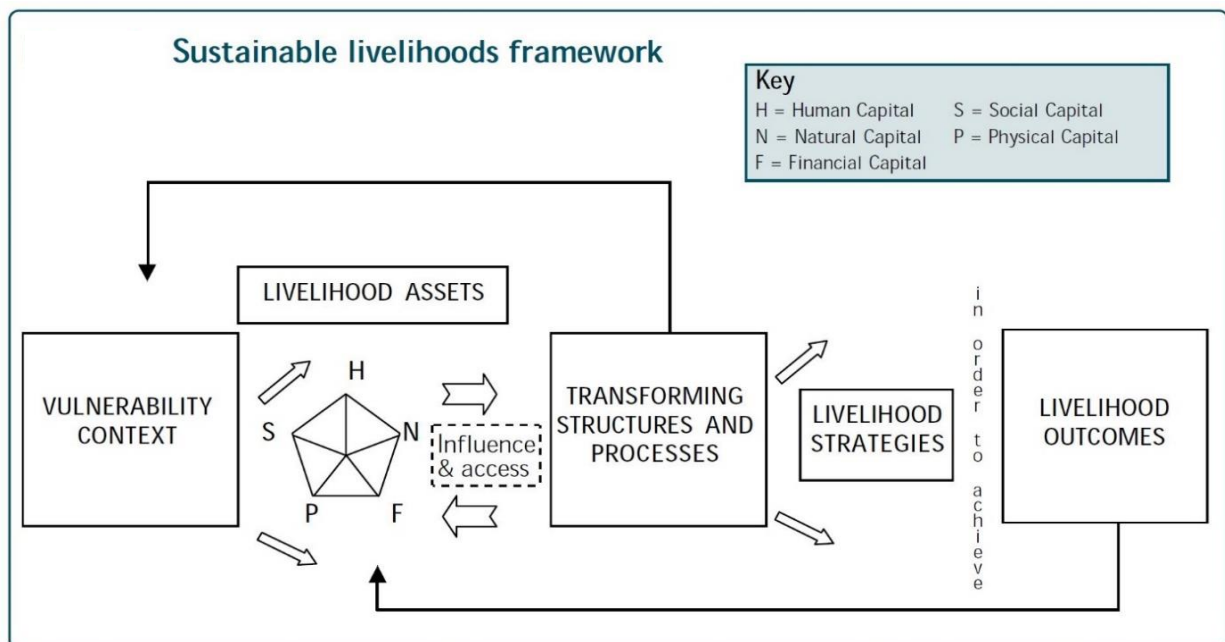 Sustainable livelihoods framework
Key
H = Human Capital S = Social Capital
N = Natural Capital P = Physical Capital
F = Financial Capital
LIVELIHOOD ASSETS
VULNERABILITY
CONTEXT
H
S
N
P
F
Influence
& access
TRANSFORMING
STRUCTURES AND
PROCESSES
LIVELIHOOD
STRATEGIES
in order to achieve
LIVELIHOOD
OUTCOMES